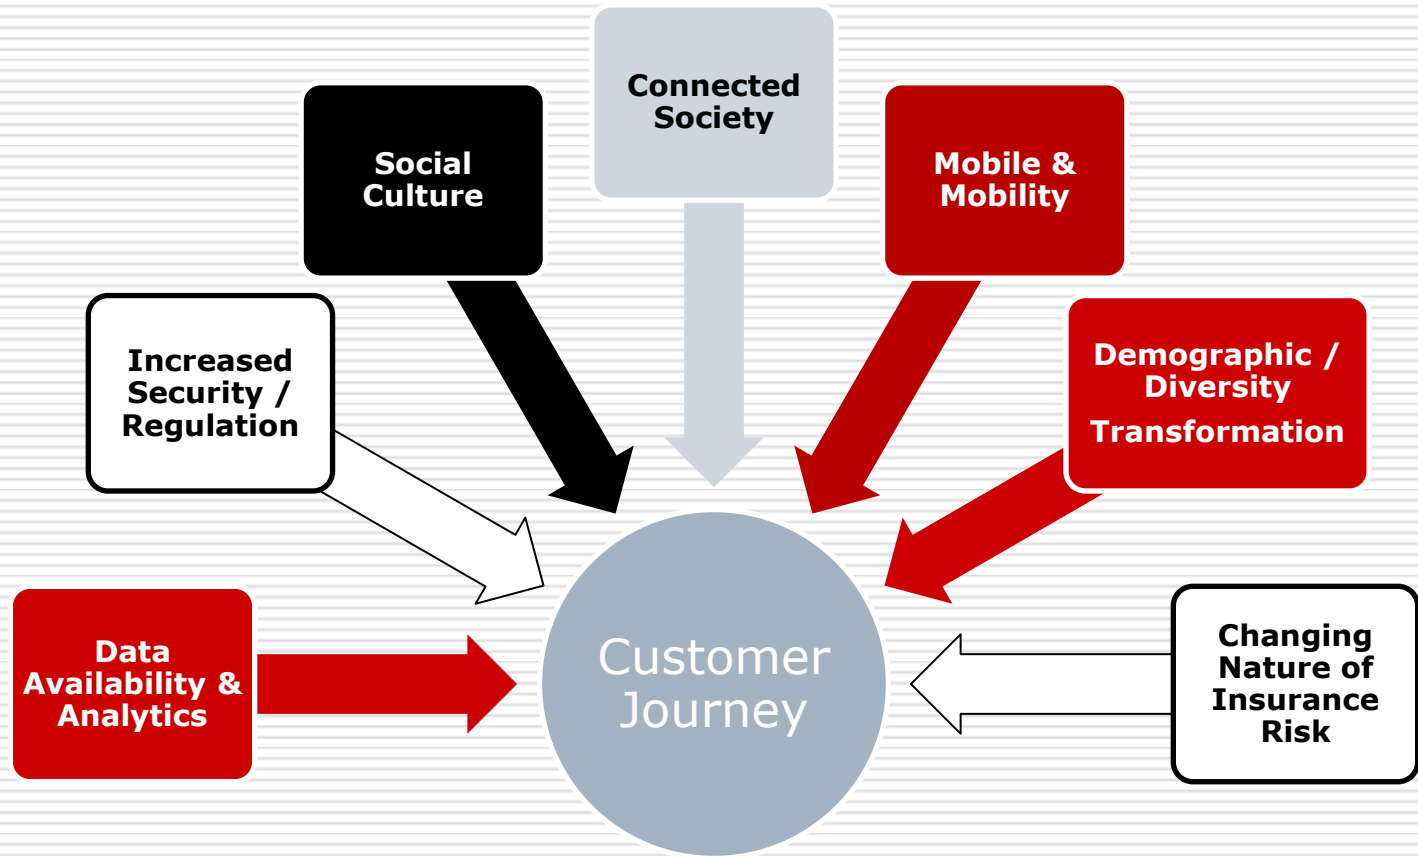 Connected
Society
Social
Culture
Mobile &
Mobility
Increased
Security /
Regulation
Demographic /
Diversity
Transformation
Data
Availability &
Analytics
Customer
Journey
Changing
Nature of
Insurance
Risk